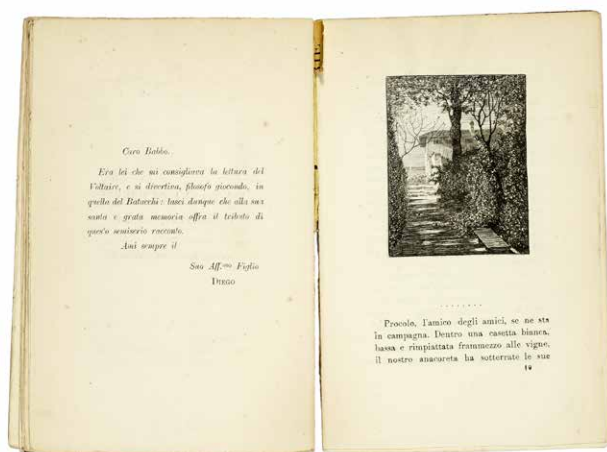 Caro Babbo.
Era lei che mi consigliava la lettura del
Voltaire, e si divertiva, filosofo giocondo, in
quella del Batacchi: lasci dunque che alla sua
santa e grata memoria offra il tributo di
questo semiserio racconto.
Ami sempre il
Suo Aff.mo Figlio
DIEGO
Procolo, l'amico degli amici, se ne sta
in campagna. Dentro una casetta bianca,
bassa e rimpiattata frammezzo alle vigne,
il nostro anacoreta ha sotterrate le sue